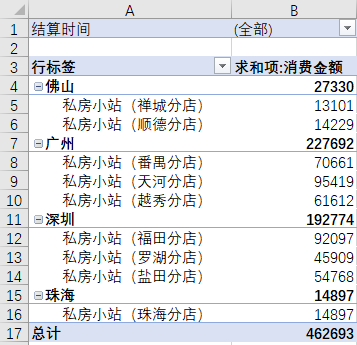 A B
1 结算时间 (全部)
2
3 行标签 求和项:消费金额
4 佛山 27330
5 私房小站（禅城分店） 13101
6 私房小站（顺德分店） 14229
7 广州 227692
8 私房小站（番禺分店） 70661
9 私房小站（天河分店） 95419
10 私房小站（越秀分店） 61612
11 深圳 192774
12 私房小站（福田分店） 92097
13 私房小站（罗湖分店） 45909
14 私房小站（盐田分店） 54768
15 珠海 14897
16 私房小站（珠海分店） 14897
17 总计 462693